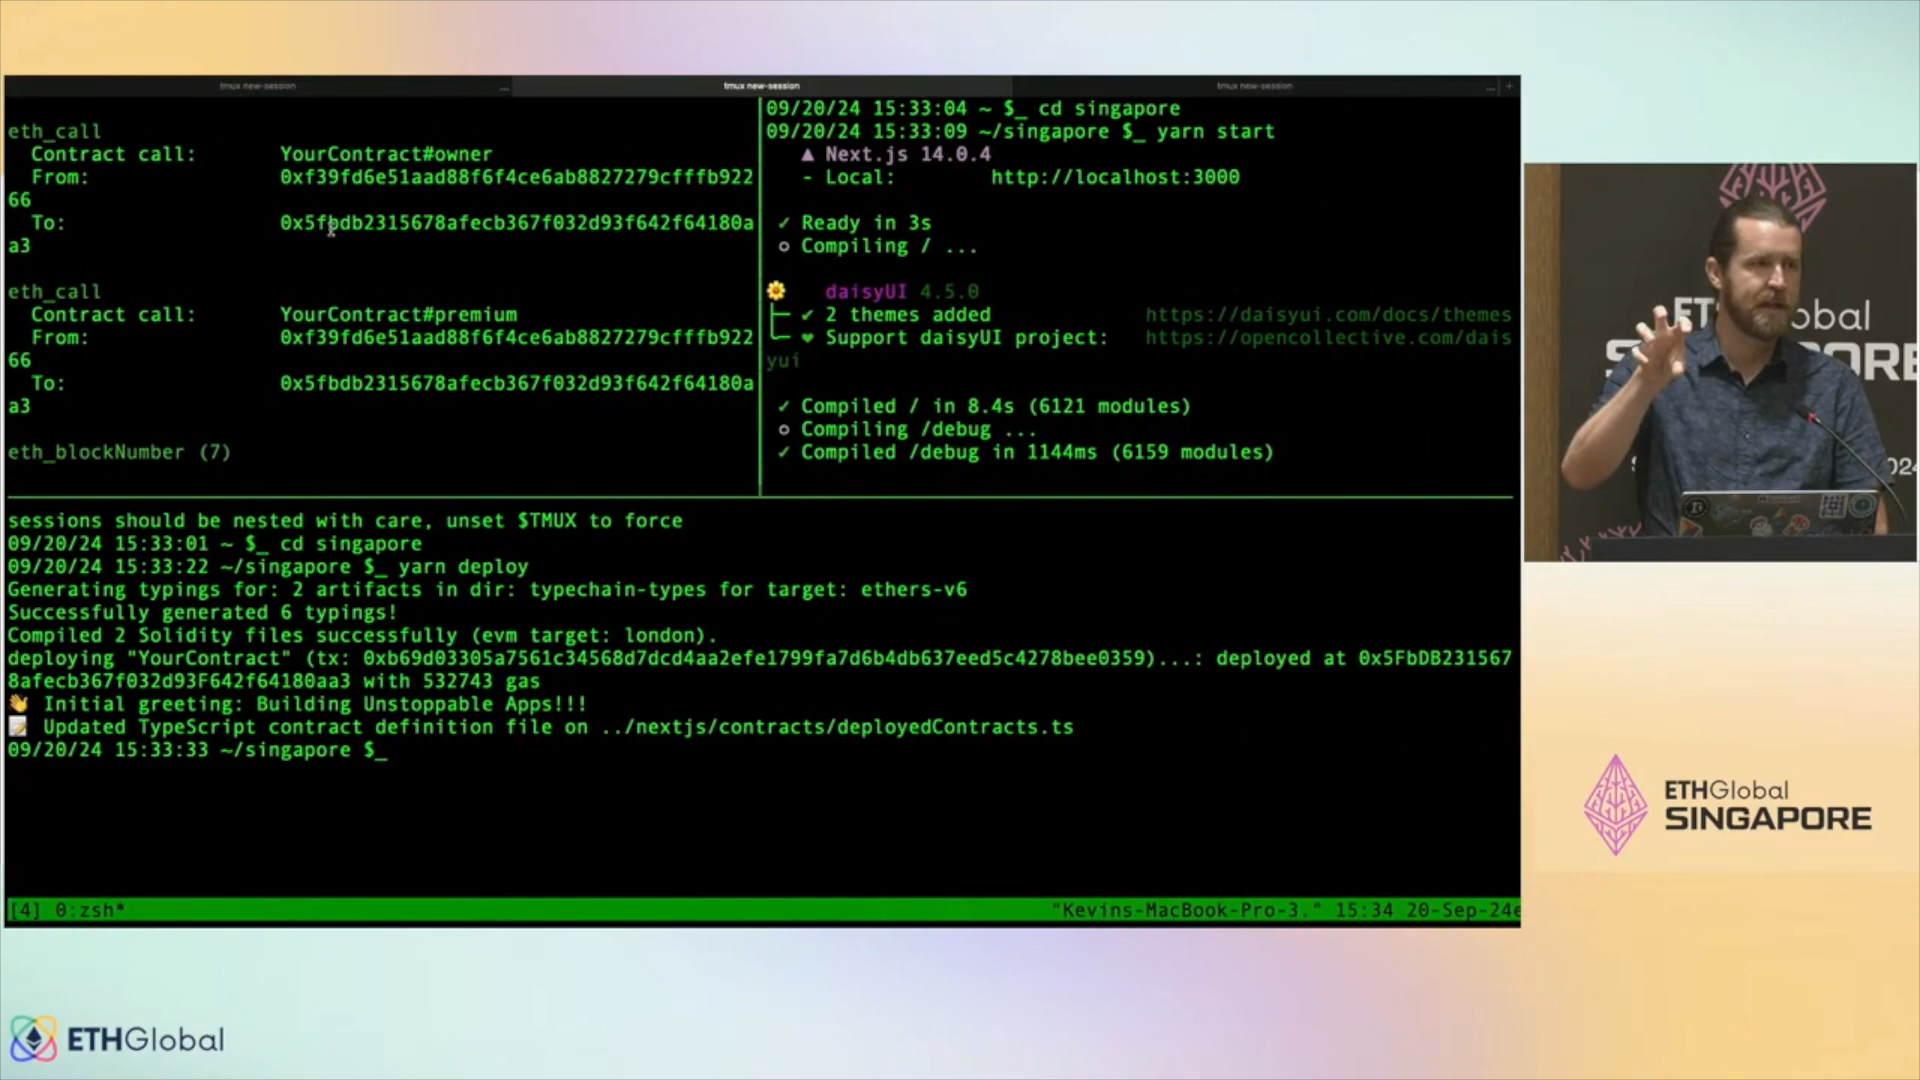 tmux new-session
tmux new-session
tmux new-session
eth_call
Contract call: YourContract#owner
From: 0xf39fd6e51aad88f6f4ce6ab8827279cfffb922
66
To: 0x5fbdb2315678afecb367f032d93f642f64180a
a3
eth_call
Contract call: YourContract#premium
From: 0xf39fd6e51aad88f6f4ce6ab8827279cfffb922
66
To: 0x5fbdb2315678afecb367f032d93f642f64180a
a3
eth_blockNumber (7)
09/20/24 15:33:04 ~ $_ cd singapore
09/20/24 15:33:09 ~/singapore $_ yarn start
▲ Next.js 14.0.4
- Local: http://localhost:3000
✓ Ready in 3s
○ Compiling / ...
daisyUI 4.5.0
├─ ✔ 2 themes added https://daisyui.com/docs/themes
╰─ ♥ Support daisyUI project: https://opencollective.com/dais
yui
✓ Compiled / in 8.4s (6121 modules)
○ Compiling /debug ...
✓ Compiled /debug in 1144ms (6159 modules)
sessions should be nested with care, unset $TMUX to force
09/20/24 15:33:01 ~ $_ cd singapore
09/20/24 15:33:22 ~/singapore $_ yarn deploy
Generating typings for: 2 artifacts in dir: typechain-types for target: ethers-v6
Successfully generated 6 typings!
Compiled 2 Solidity files successfully (evm target: london).
deploying "YourContract" (tx: 0xb69d03305a7561c34568d7dcd4aa2efe1799fa7d6b4db637eed5c4278bee0359)...: deployed at 0x5FbDB231567
8afecb367f032d93F642f64180aa3 with 532743 gas
👋 Initial greeting: Building Unstoppable Apps!!!
📝 Updated TypeScript contract definition file on ../nextjs/contracts/deployedContracts.ts
09/20/24 15:33:33 ~/singapore $_
[4] 0:zsh* "Kevins-MacBook-Pro-3." 15:34 20-Sep-24
ETHGlobal
SINGAPORE
ETHGlobal